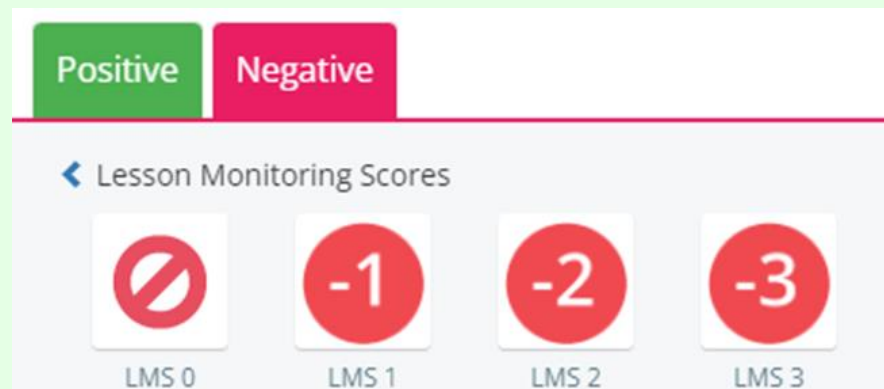 Positive Negative
Lesson Monitoring Scores
-1 -2 -3
LMS 0 LMS 1 LMS 2 LMS 3